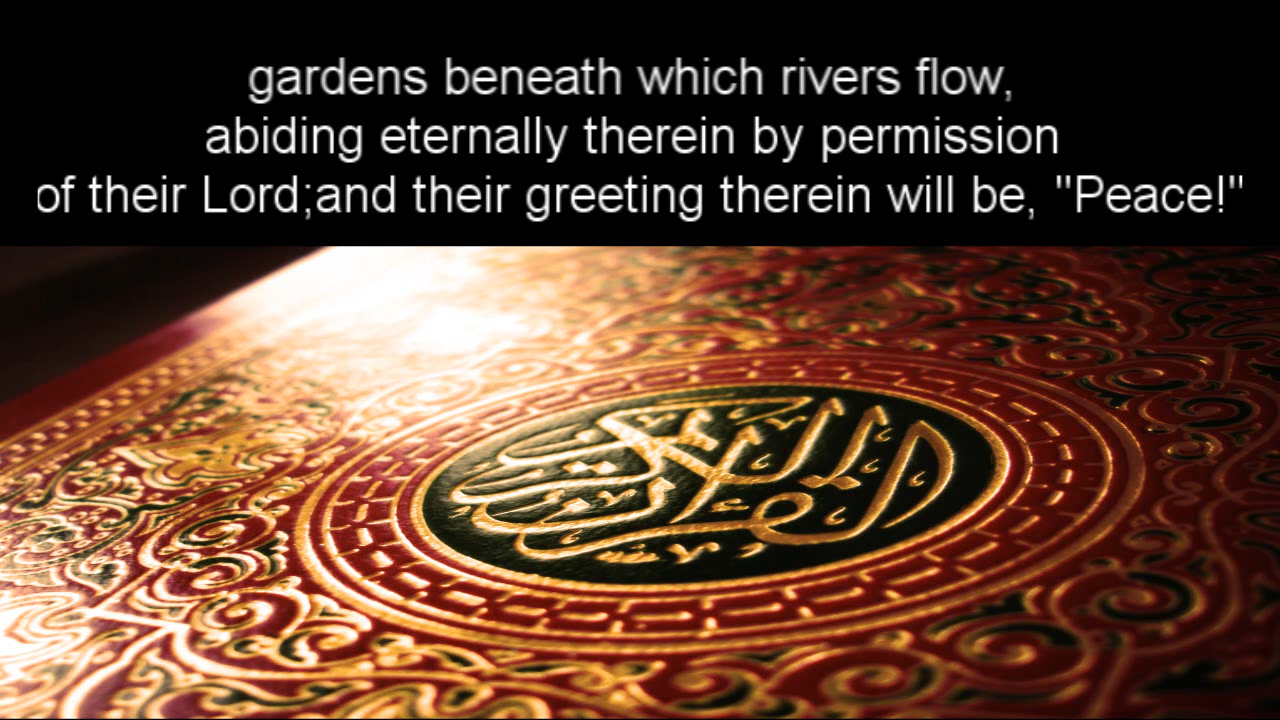 gardens beneath which rivers flow,
abiding eternally therein by permission
of their Lord;and their greeting therein will be, "Peace!"
القرآن الكريم